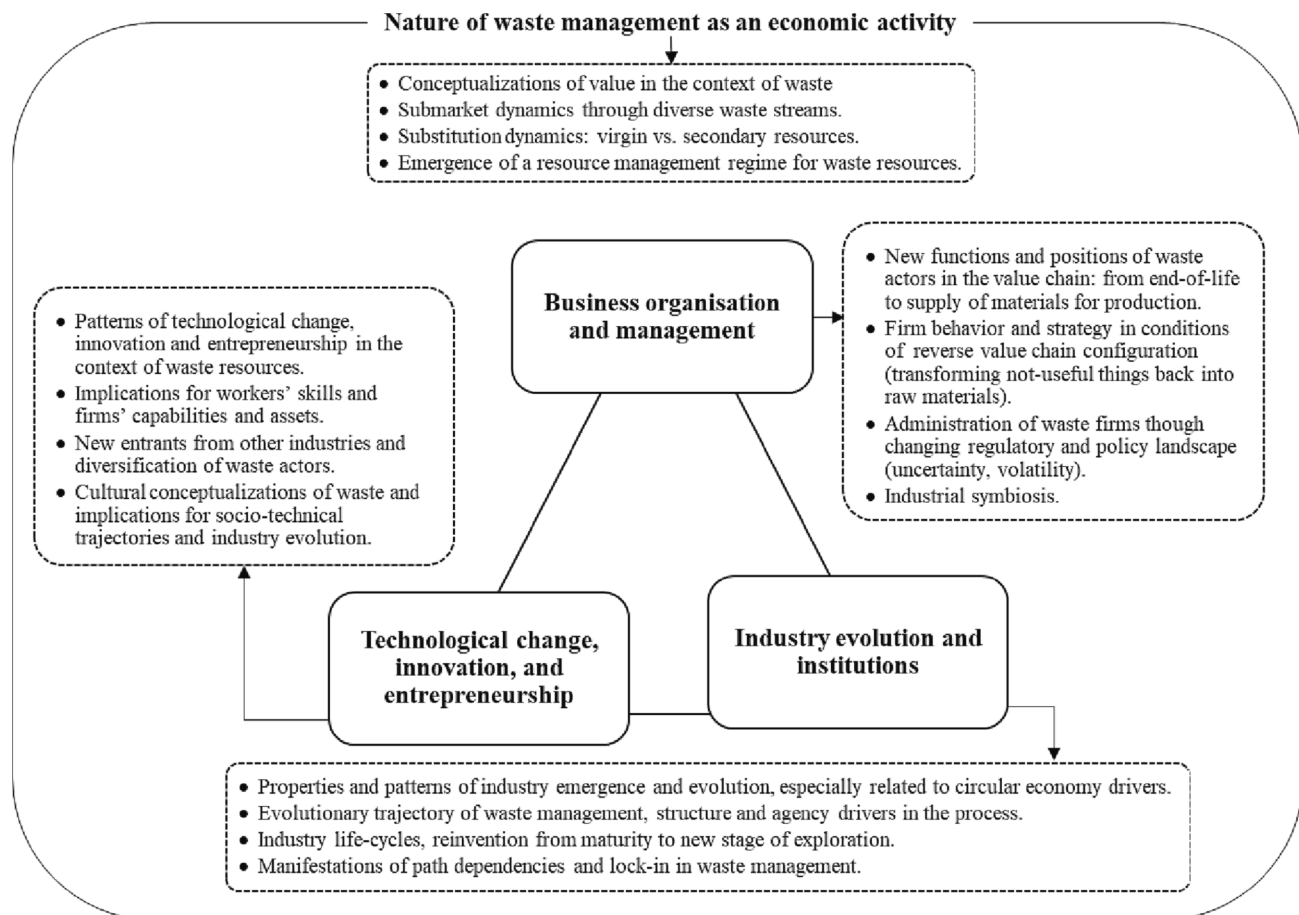 Nature of waste management as an economic activity
• Conceptualizations of value in the context of waste
• Submarket dynamics through diverse waste streams.
• Substitution dynamics: virgin vs. secondary resources.
• Emergence of a resource management regime for waste resources.
Business organisation
and management
• New functions and positions of waste
actors in the value chain: from end-of-life
to supply of materials for production.
• Firm behavior and strategy in conditions
of reverse value chain configuration
(transforming not-useful things back into
raw materials).
• Administration of waste firms though
changing regulatory and policy landscape
(uncertainty, volatility).
• Industrial symbiosis.
• Patterns of technological change,
innovation and entrepreneurship in the
context of waste resources.
• Implications for workers’ skills and
firms’ capabilities and assets.
• New entrants from other industries and
diversification of waste actors.
• Cultural conceptualizations of waste and
implications for socio-technical
trajectories and industry evolution.
Technological change,
innovation, and
entrepreneurship
Industry evolution and
institutions
• Properties and patterns of industry emergence and evolution, especially related to circular economy drivers.
• Evolutionary trajectory of waste management, structure and agency drivers in the process.
• Industry life-cycles, reinvention from maturity to new stage of exploration.
• Manifestations of path dependencies and lock-in in waste management.